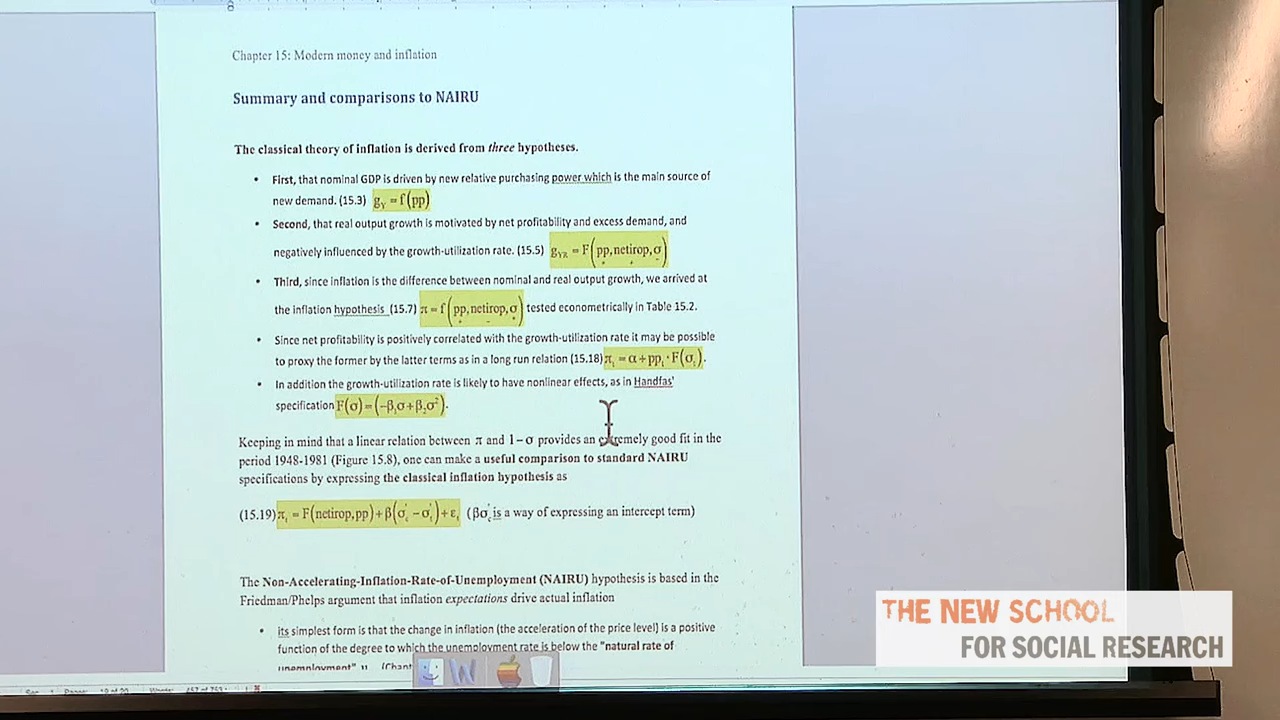 Chapter 15: Modern money and inflation
Summary and comparisons to NAIRU
The classical theory of inflation is derived from three hypotheses.
• First, that nominal GDP is driven by new relative purchasing power which is the main source of
new demand. (15.3) gY = f(pp)
• Second, that real output growth is motivated by net profitability and excess demand, and
negatively influenced by the growth-utilization rate. (15.5) gYR = F(pp, netirop, σ)
• Third, since inflation is the difference between nominal and real output growth, we arrived at
the inflation hypothesis (15.7) π = f(pp, netirop, σ) tested econometrically in Table 15.2.
• Since net profitability is positively correlated with the growth-utilization rate it may be possible
to proxy the former by the latter terms as in a long run relation (15.18) πt = α + ppt · F(σt).
• In addition the growth-utilization rate is likely to have nonlinear effects, as in Handfas'
specification F(σ) = (-β1σ + β2σ²).
Keeping in mind that a linear relation between π and 1 − σ provides an extremely good fit in the
period 1948-1981 (Figure 15.8), one can make a useful comparison to standard NAIRU
specifications by expressing the classical inflation hypothesis as
(15.19) πt = F(netirop, pp) + β(σ'c − σ't) + εt (βσ'c is a way of expressing an intercept term)
The Non-Accelerating-Inflation-Rate-of-Unemployment (NAIRU) hypothesis is based in the
Friedman/Phelps argument that inflation expectations drive actual inflation
• its simplest form is that the change in inflation (the acceleration of the price level) is a positive
function of the degree to which the unemployment rate is below the "natural rate of
unemployment"
THE NEW SCHOOL
FOR SOCIAL RESEARCH